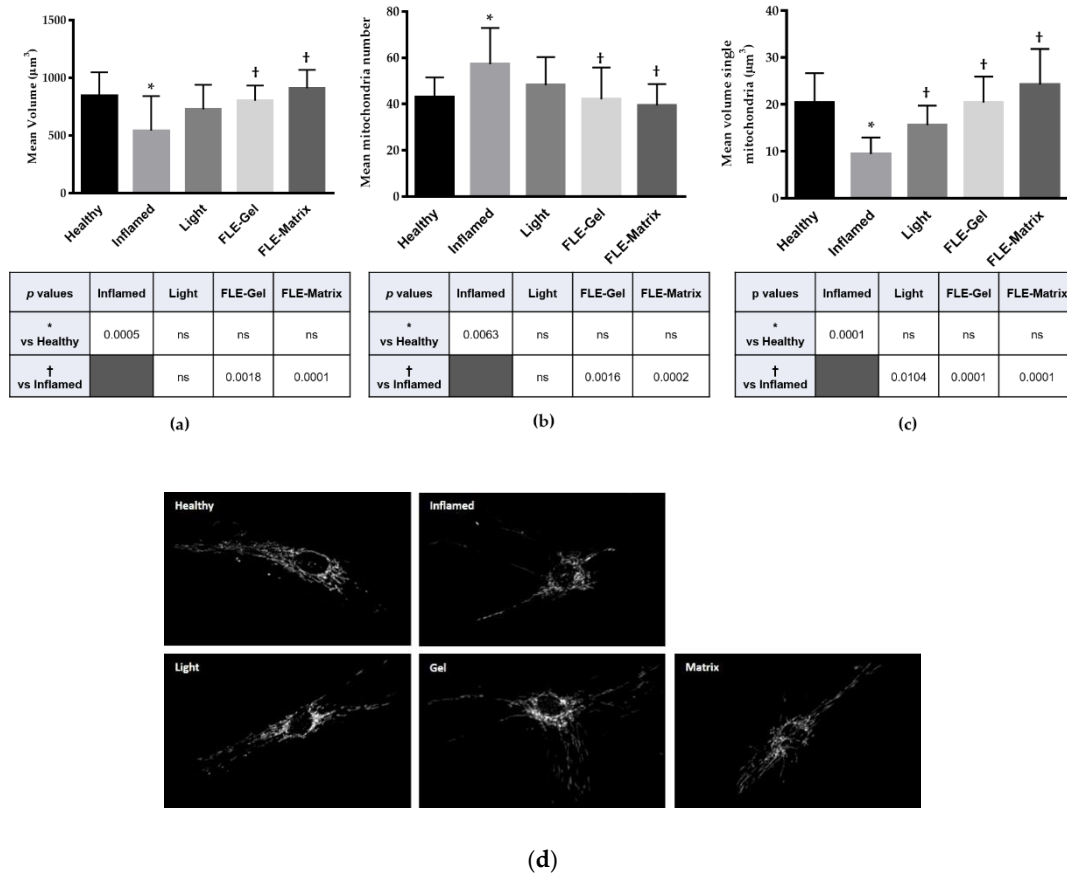 Mean Volume (μm³)
1500
1000
500
0
*
†
†
Healthy
Inflamed
Light
FLE-Gel
FLE-Matrix
p values Inflamed Light FLE-Gel FLE-Matrix
*
vs Healthy 0.0005 ns ns ns
†
vs Inflamed ns 0.0018 0.0001
(a)
Mean mitochondria number
80
60
40
20
0
*
†
†
Healthy
Inflamed
Light
FLE-Gel
FLE-Matrix
p values Inflamed Light FLE-Gel FLE-Matrix
*
vs Healthy 0.0063 ns ns ns
†
vs Inflamed ns 0.0016 0.0002
(b)
Mean volume single
mitochondria (μm³)
40
30
20
10
0
*
†
†
†
Healthy
Inflamed
Light
FLE-Gel
FLE-Matrix
p values Inflamed Light FLE-Gel FLE-Matrix
*
vs Healthy 0.0001 ns ns ns
†
vs Inflamed 0.0104 0.0001 0.0001
(c)
Healthy
Inflamed
Light
Gel
Matrix
(d)